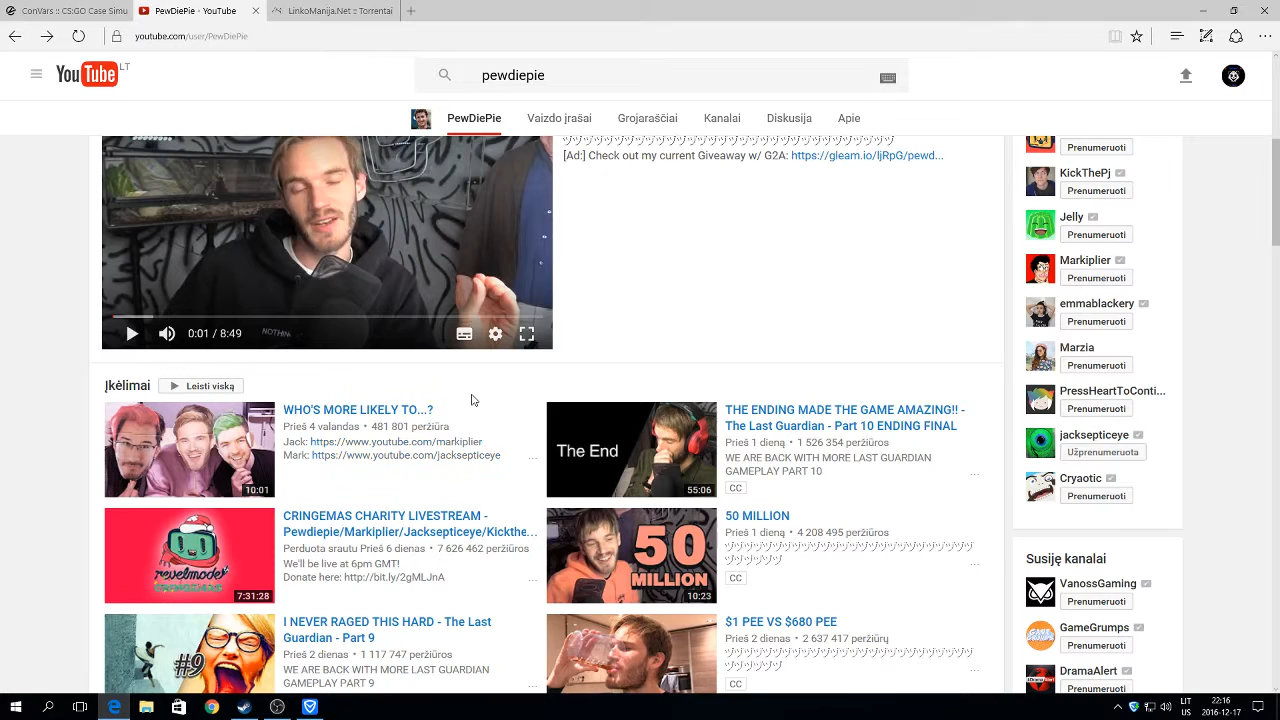 ConVars | CS:GO Case Simu
PewDiePie - YouTube
LinkoManija.Net :: Torrentai
youtube.com/user/PewDiePie
YouTube LT
pewdiepie
PewDiePie
Vaizdo įrašai
Grojaraščiai
Kanalai
Diskusija
Apie
[Ad:] Check out my current Giveaway w/ G2A: https://gleam.io/ljRpG/pewd...
0:01 / 8:49
Įkėlimai
Leisti viską
WHO'S MORE LIKELY TO...?
Prieš 4 valandas • 481 801 peržiūra
Jack: https://www.youtube.com/markiplier
Mark: https://www.youtube.com/jacksepticeye
...
10:01
The End
55:06
THE ENDING MADE THE GAME AMAZING!! -
The Last Guardian - Part 10 ENDING FINAL
Prieš 1 dieną • 1 526 354 peržiūros
WE ARE BACK WITH MORE LAST GUARDIAN
GAMEPLAY PART 10
...
CC
revelmode
CRINGEMAS
7:31:28
CRINGEMAS CHARITY LIVESTREAM -
Pewdiepie/Markiplier/Jacksepticeye/Kickthe...
Perduota srautu Prieš 6 dienas • 7 626 462 peržiūros
We'll be live at 6pm GMT!
Donate here: http://bit.ly/2gMLJnA
...
50
MILLION
10:23
50 MILLION
Prieš 1 dieną • 4 208 495 peržiūros
...
CC
#9
I NEVER RAGED THIS HARD - The Last
Guardian - Part 9
Prieš 2 dienas • 1 117 747 peržiūros
WE ARE BACK WITH MORE LAST GUARDIAN
GAMEPLAY PART 9
...
$1 PEE VS $680 PEE
Prieš 2 dienas • 2 637 417 peržiūrų
...
CC
Prenumeruoti
KickThePj
Prenumeruoti
Jelly
Prenumeruoti
Markiplier
Prenumeruoti
emmablackery
Prenumeruoti
Marzia
Prenumeruoti
PressHeartToConti...
Prenumeruoti
jacksepticeye
Užprenumeruota
Cryaotic
Prenumeruoti
Susiję kanalai
VanossGaming
Prenumeruoti
GameGrumps
Prenumeruoti
DramaAlert
Prenumeruoti
LIT
US
22:16
2016-12-17